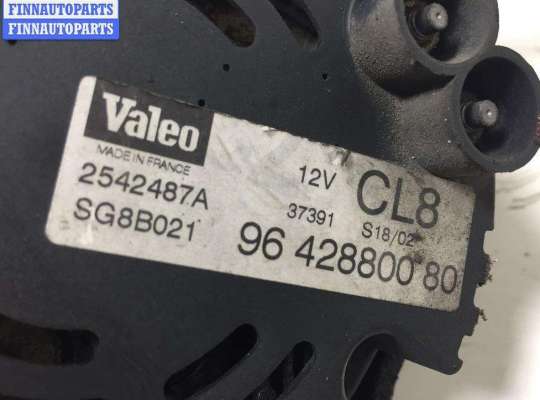 FINNAUTOPARTS
FINNAUTOPARTS
Valeo
MADE IN FRANCE
2542487A
SG8B021
12V
CL8
37391
S18/02
96 428800 80